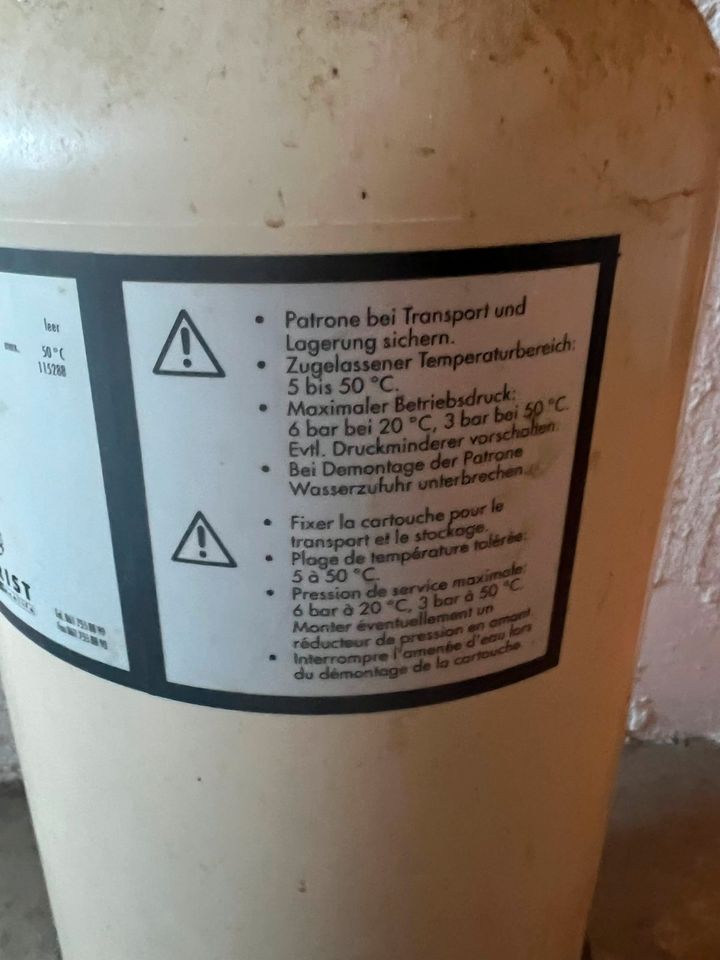 leer
max. 50°C
115288
IST
Patrone bei Transport und
Lagerung sichern.
Zugelassener Temperaturbereich:
5 bis 50 °C.
Maximaler Betriebsdruck:
6 bar bei 20 °C, 3 bar bei 50 °C.
Evtl. Druckminderer vorschalten.
Bei Demontage der Patrone
Wasserzufuhr unterbrechen.
Fixer la cartouche pour le
transport et le stockage.
Plage de température tolérée:
5 à 50 °C.
Pression de service maximale:
6 bar à 20 °C, 3 bar à 50 °C.
Monter éventuellement un
réducteur de pression en amont.
Interrompre l'amenée d'eau lors
du démontage de la cartouche.